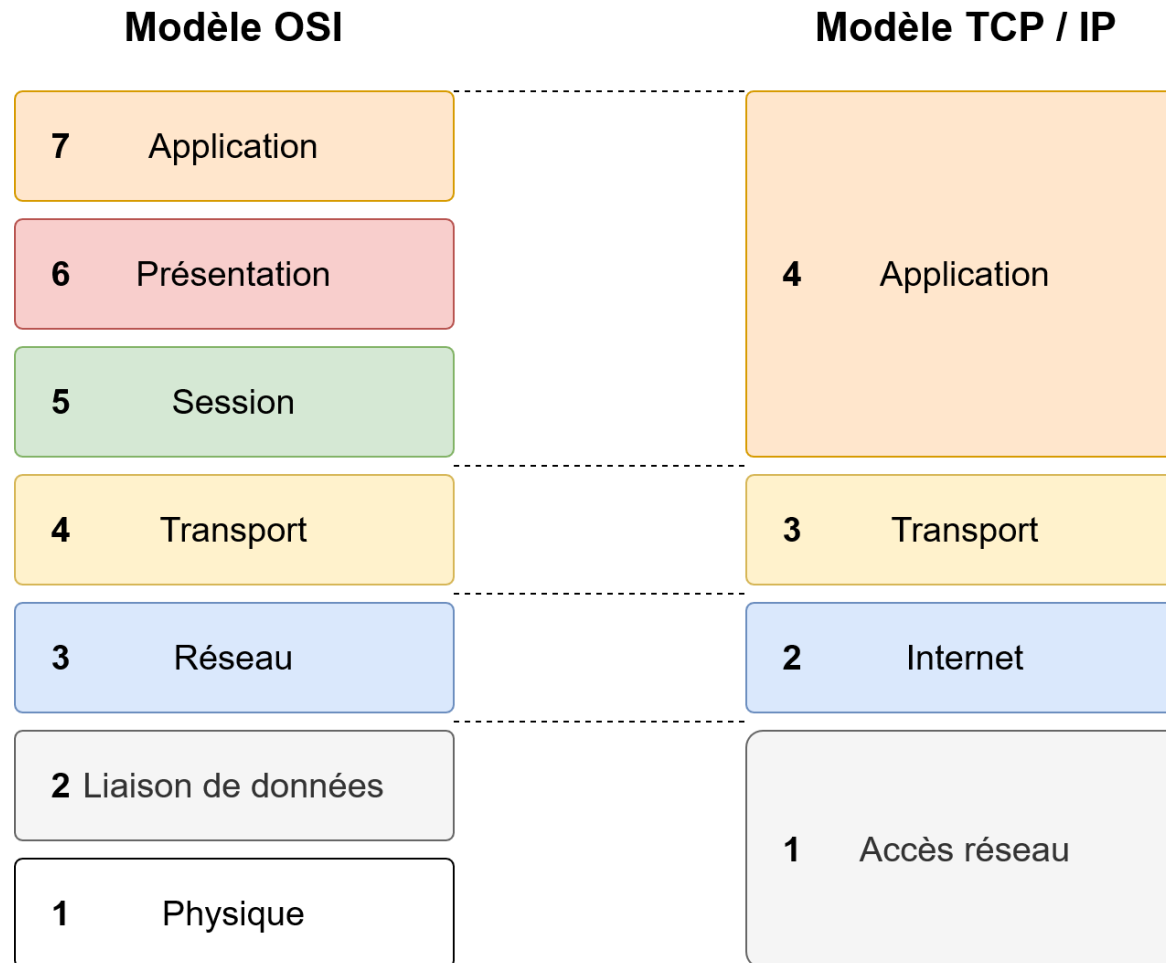 Modèle OSI
Modèle TCP / IP
7 Application
6 Présentation
5 Session
4 Transport
3 Réseau
2 Liaison de données
1 Physique
4 Application
3 Transport
2 Internet
1 Accès réseau